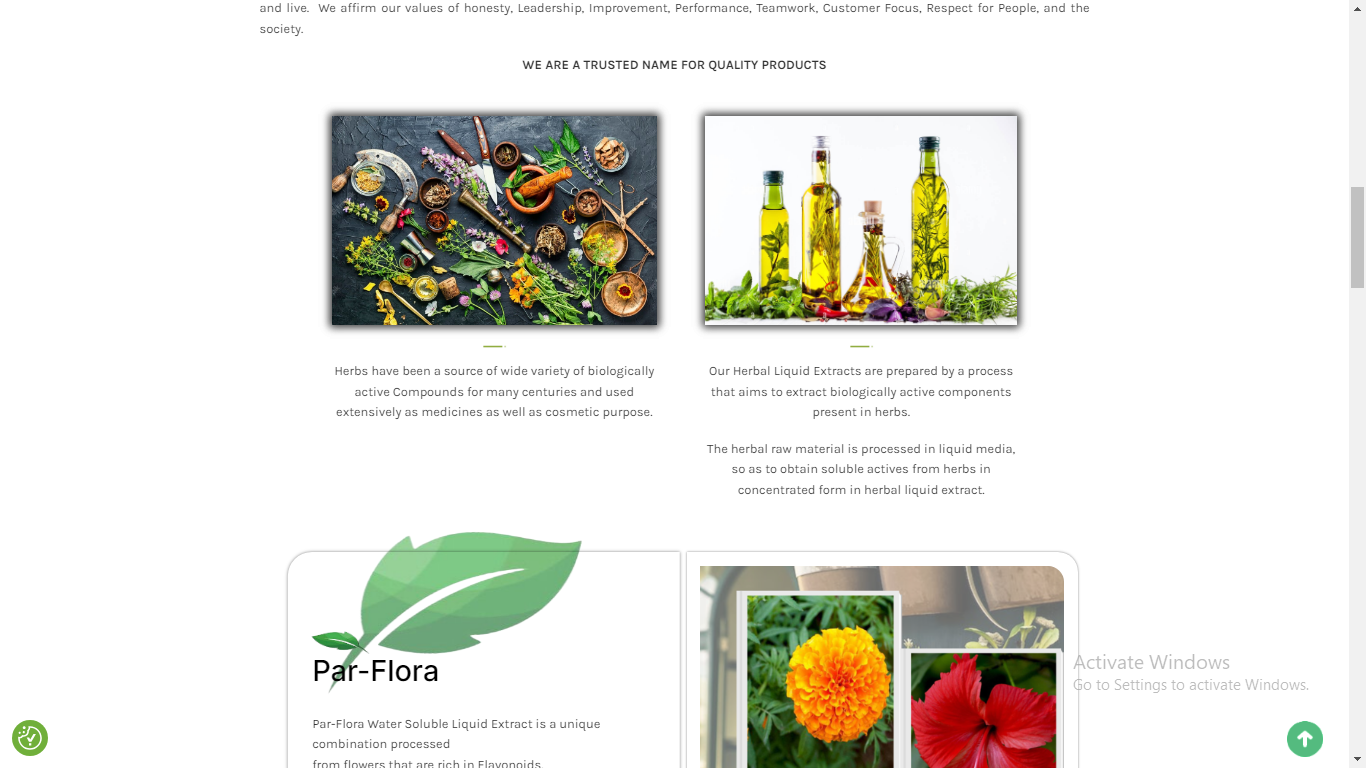 and live. We affirm our values of honesty, Leadership, Improvement, Performance, Teamwork, Customer Focus, Respect for People, and the
society.
WE ARE A TRUSTED NAME FOR QUALITY PRODUCTS
Herbs have been a source of wide variety of biologically
active Compounds for many centuries and used
extensively as medicines as well as cosmetic purpose.
Our Herbal Liquid Extracts are prepared by a process
that aims to extract biologically active components
present in herbs.
The herbal raw material is processed in liquid media,
so as to obtain soluble actives from herbs in
concentrated form in herbal liquid extract.
Par-Flora
Par-Flora Water Soluble Liquid Extract is a unique
combination processed
from flowers that are rich in Flavonoids.
Activate Windows
Go to Settings to activate Windows.